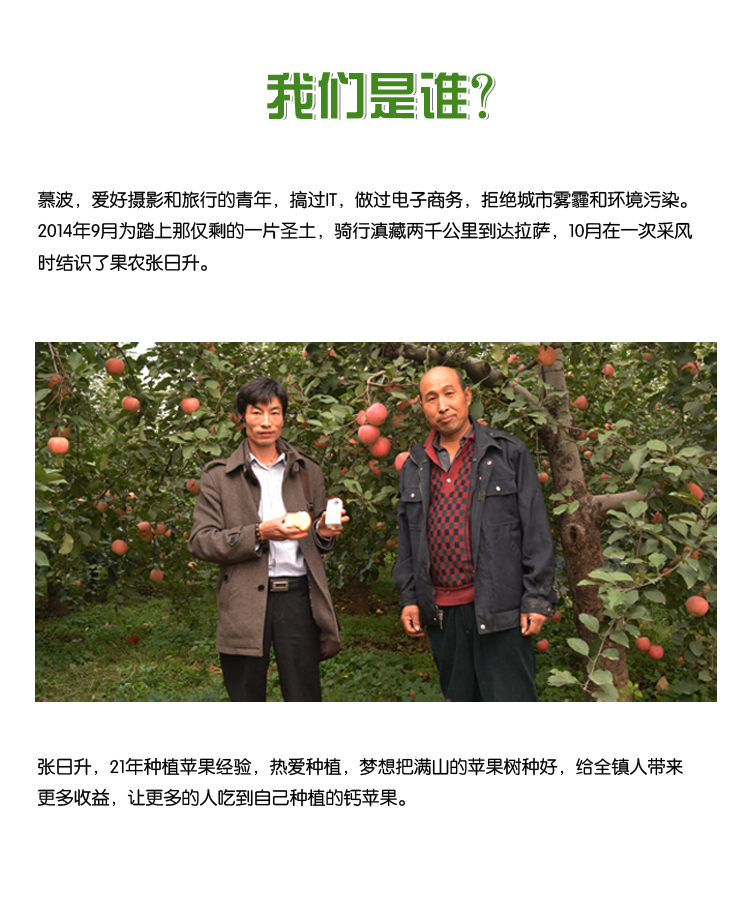 我们是谁?
慕波，爱好摄影和旅行的青年，搞过IT，做过电子商务，拒绝城市雾霾和环境污染。
2014年9月为踏上那仅剩的一片圣土，骑行滇藏两千公里到达拉萨，10月在一次采风
时结识了果农张日升。
张日升，21年种植苹果经验，热爱种植，梦想把满山的苹果树种好，给全镇人带来
更多收益，让更多的人吃到自己种植的钙苹果。